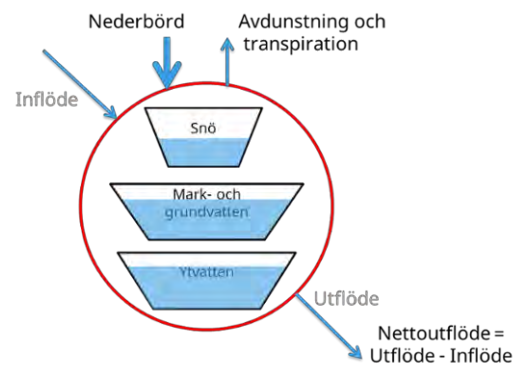 Nederbörd
Avdunstning och
transpiration
Inflöde
Snö
Mark- och
grundvatten
Ytvatten
Utflöde
Nettoutflöde =
Utflöde - Inflöde